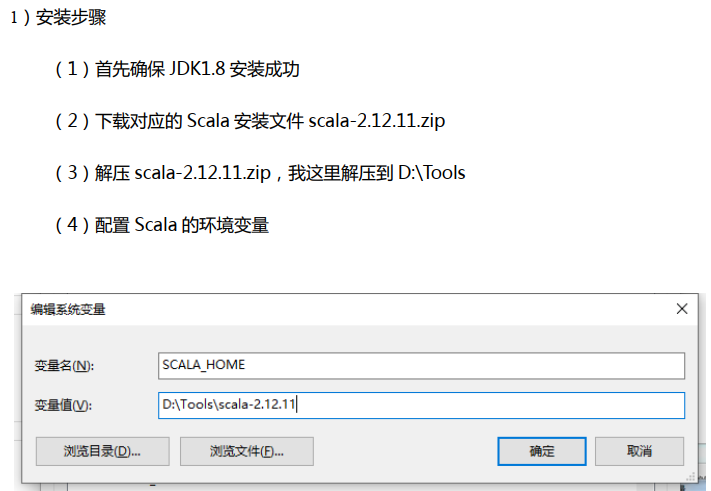 1）安装步骤
（1）首先确保 JDK1.8 安装成功
（2）下载对应的 Scala 安装文件 scala-2.12.11.zip
（3）解压 scala-2.12.11.zip，我这里解压到 D:\Tools
（4）配置 Scala 的环境变量
编辑系统变量
变量名(N):
SCALA_HOME
变量值(V):
D:\Tools\scala-2.12.11
浏览目录(D)... 浏览文件(F)... 确定 取消